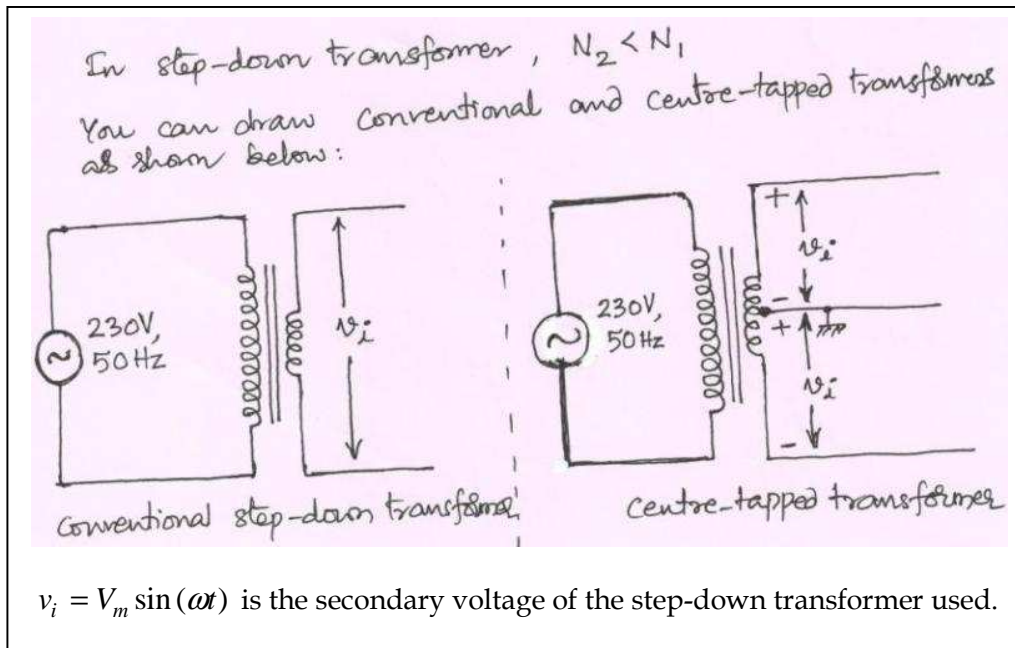 In step-down transformer, N₂ < N₁
You can draw conventional and centre-tapped transformers
as shown below:
230V,
50Hz
vᵢ
230V,
50Hz
+
vᵢ
-
+
vᵢ
-
conventional step-down transformer
centre-tapped transformer
vᵢ = Vₘ sin (ωt) is the secondary voltage of the step-down transformer used.